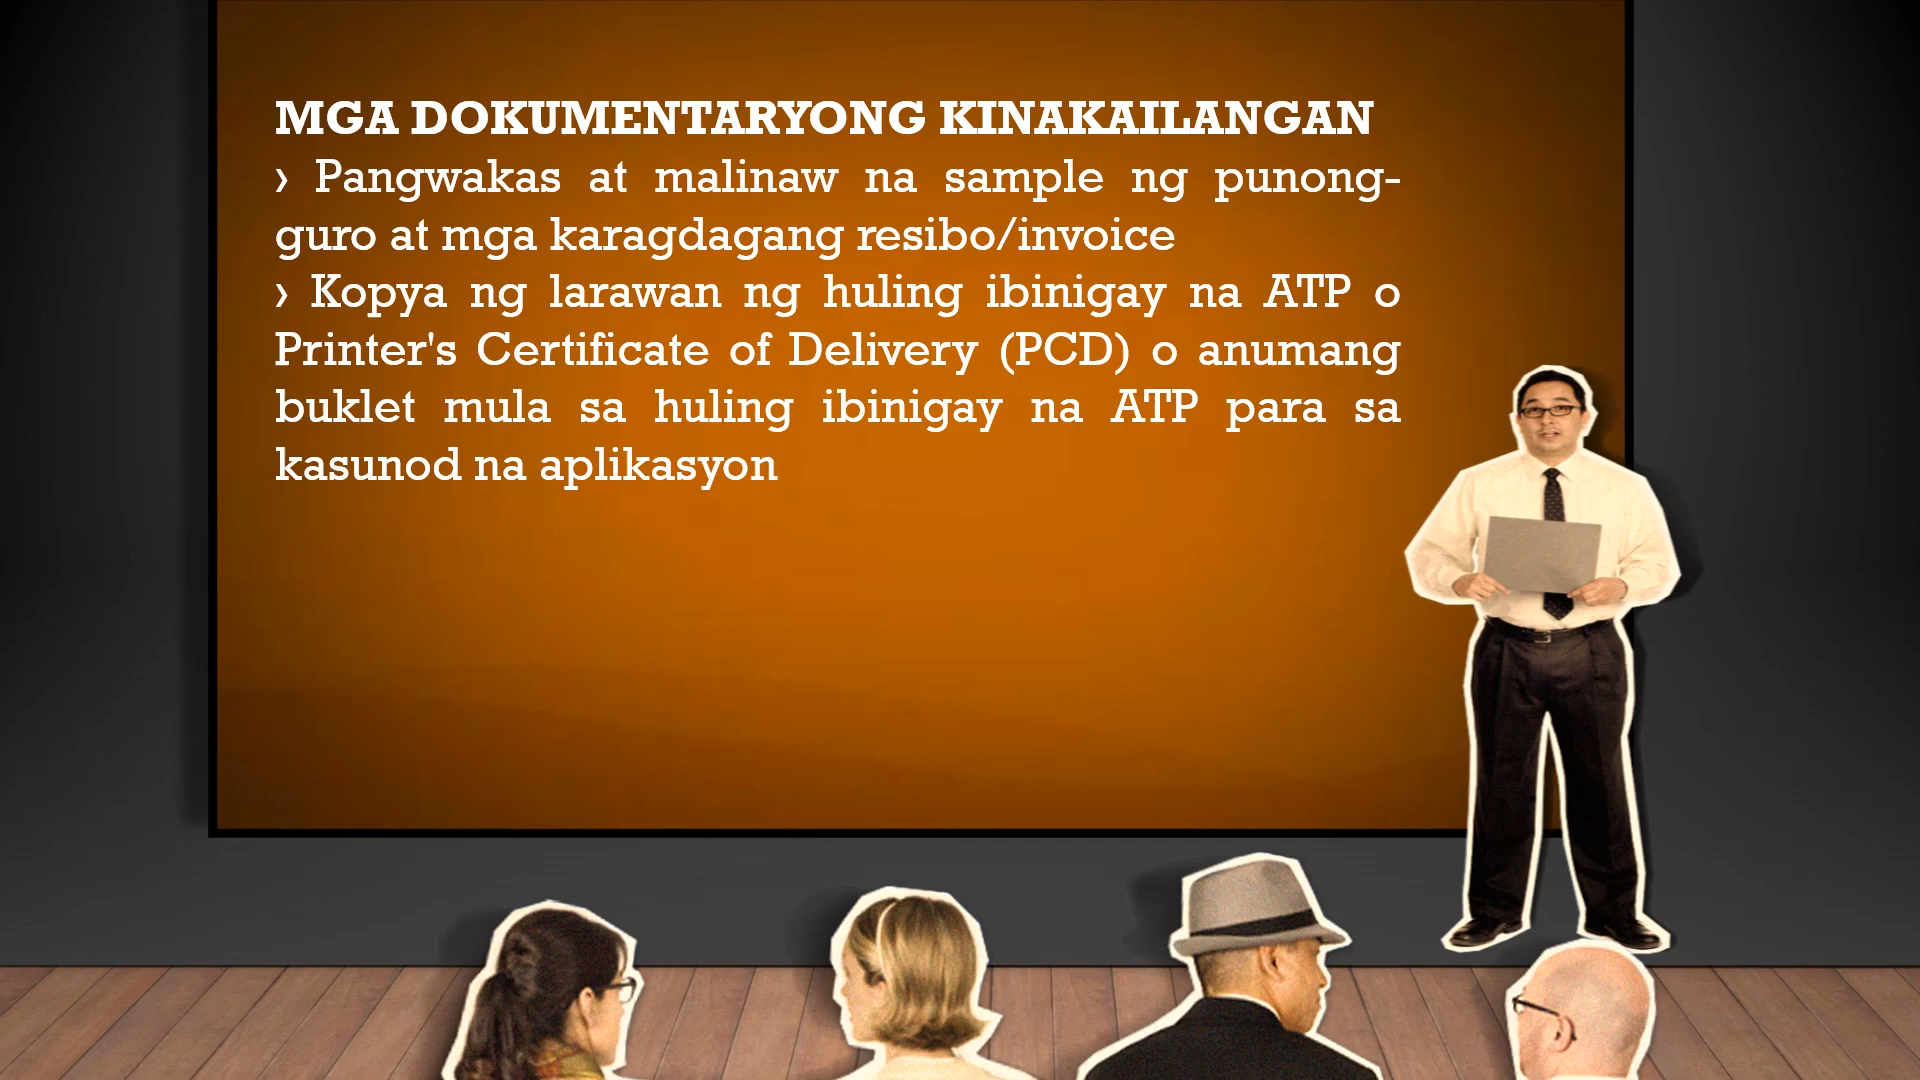 MGA DOKUMENTARYONG KINAKAILANGAN
› Pangwakas at malinaw na sample ng punong-
guro at mga karagdagang resibo/invoice
› Kopya ng larawan ng huling ibinigay na ATP o
Printer's Certificate of Delivery (PCD) o anumang
buklet mula sa huling ibinigay na ATP para sa
kasunod na aplikasyon